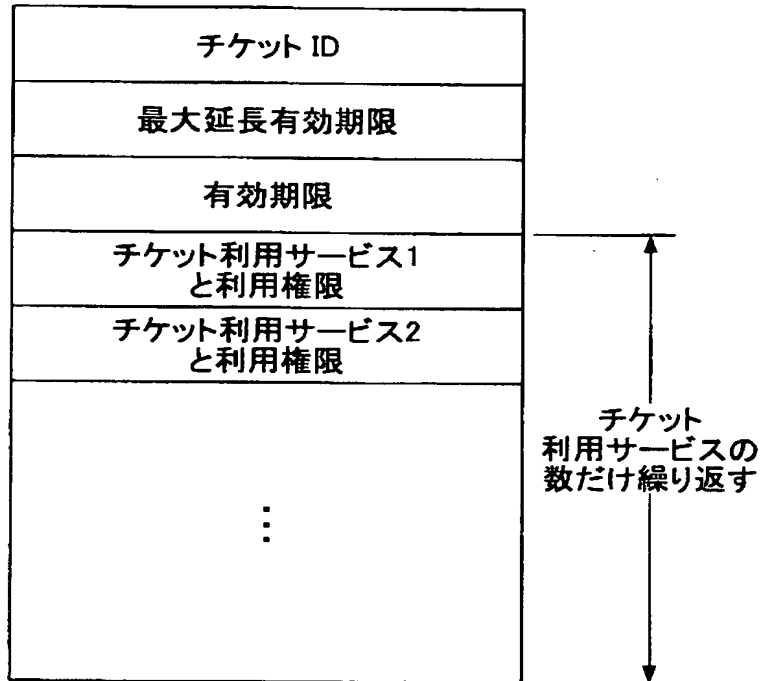 チケット ID
最大延長有効期限
有効期限
チケット利用サービス1
と利用権限
チケット利用サービス2
と利用権限
⋮
チケット
利用サービスの
数だけ繰り返す